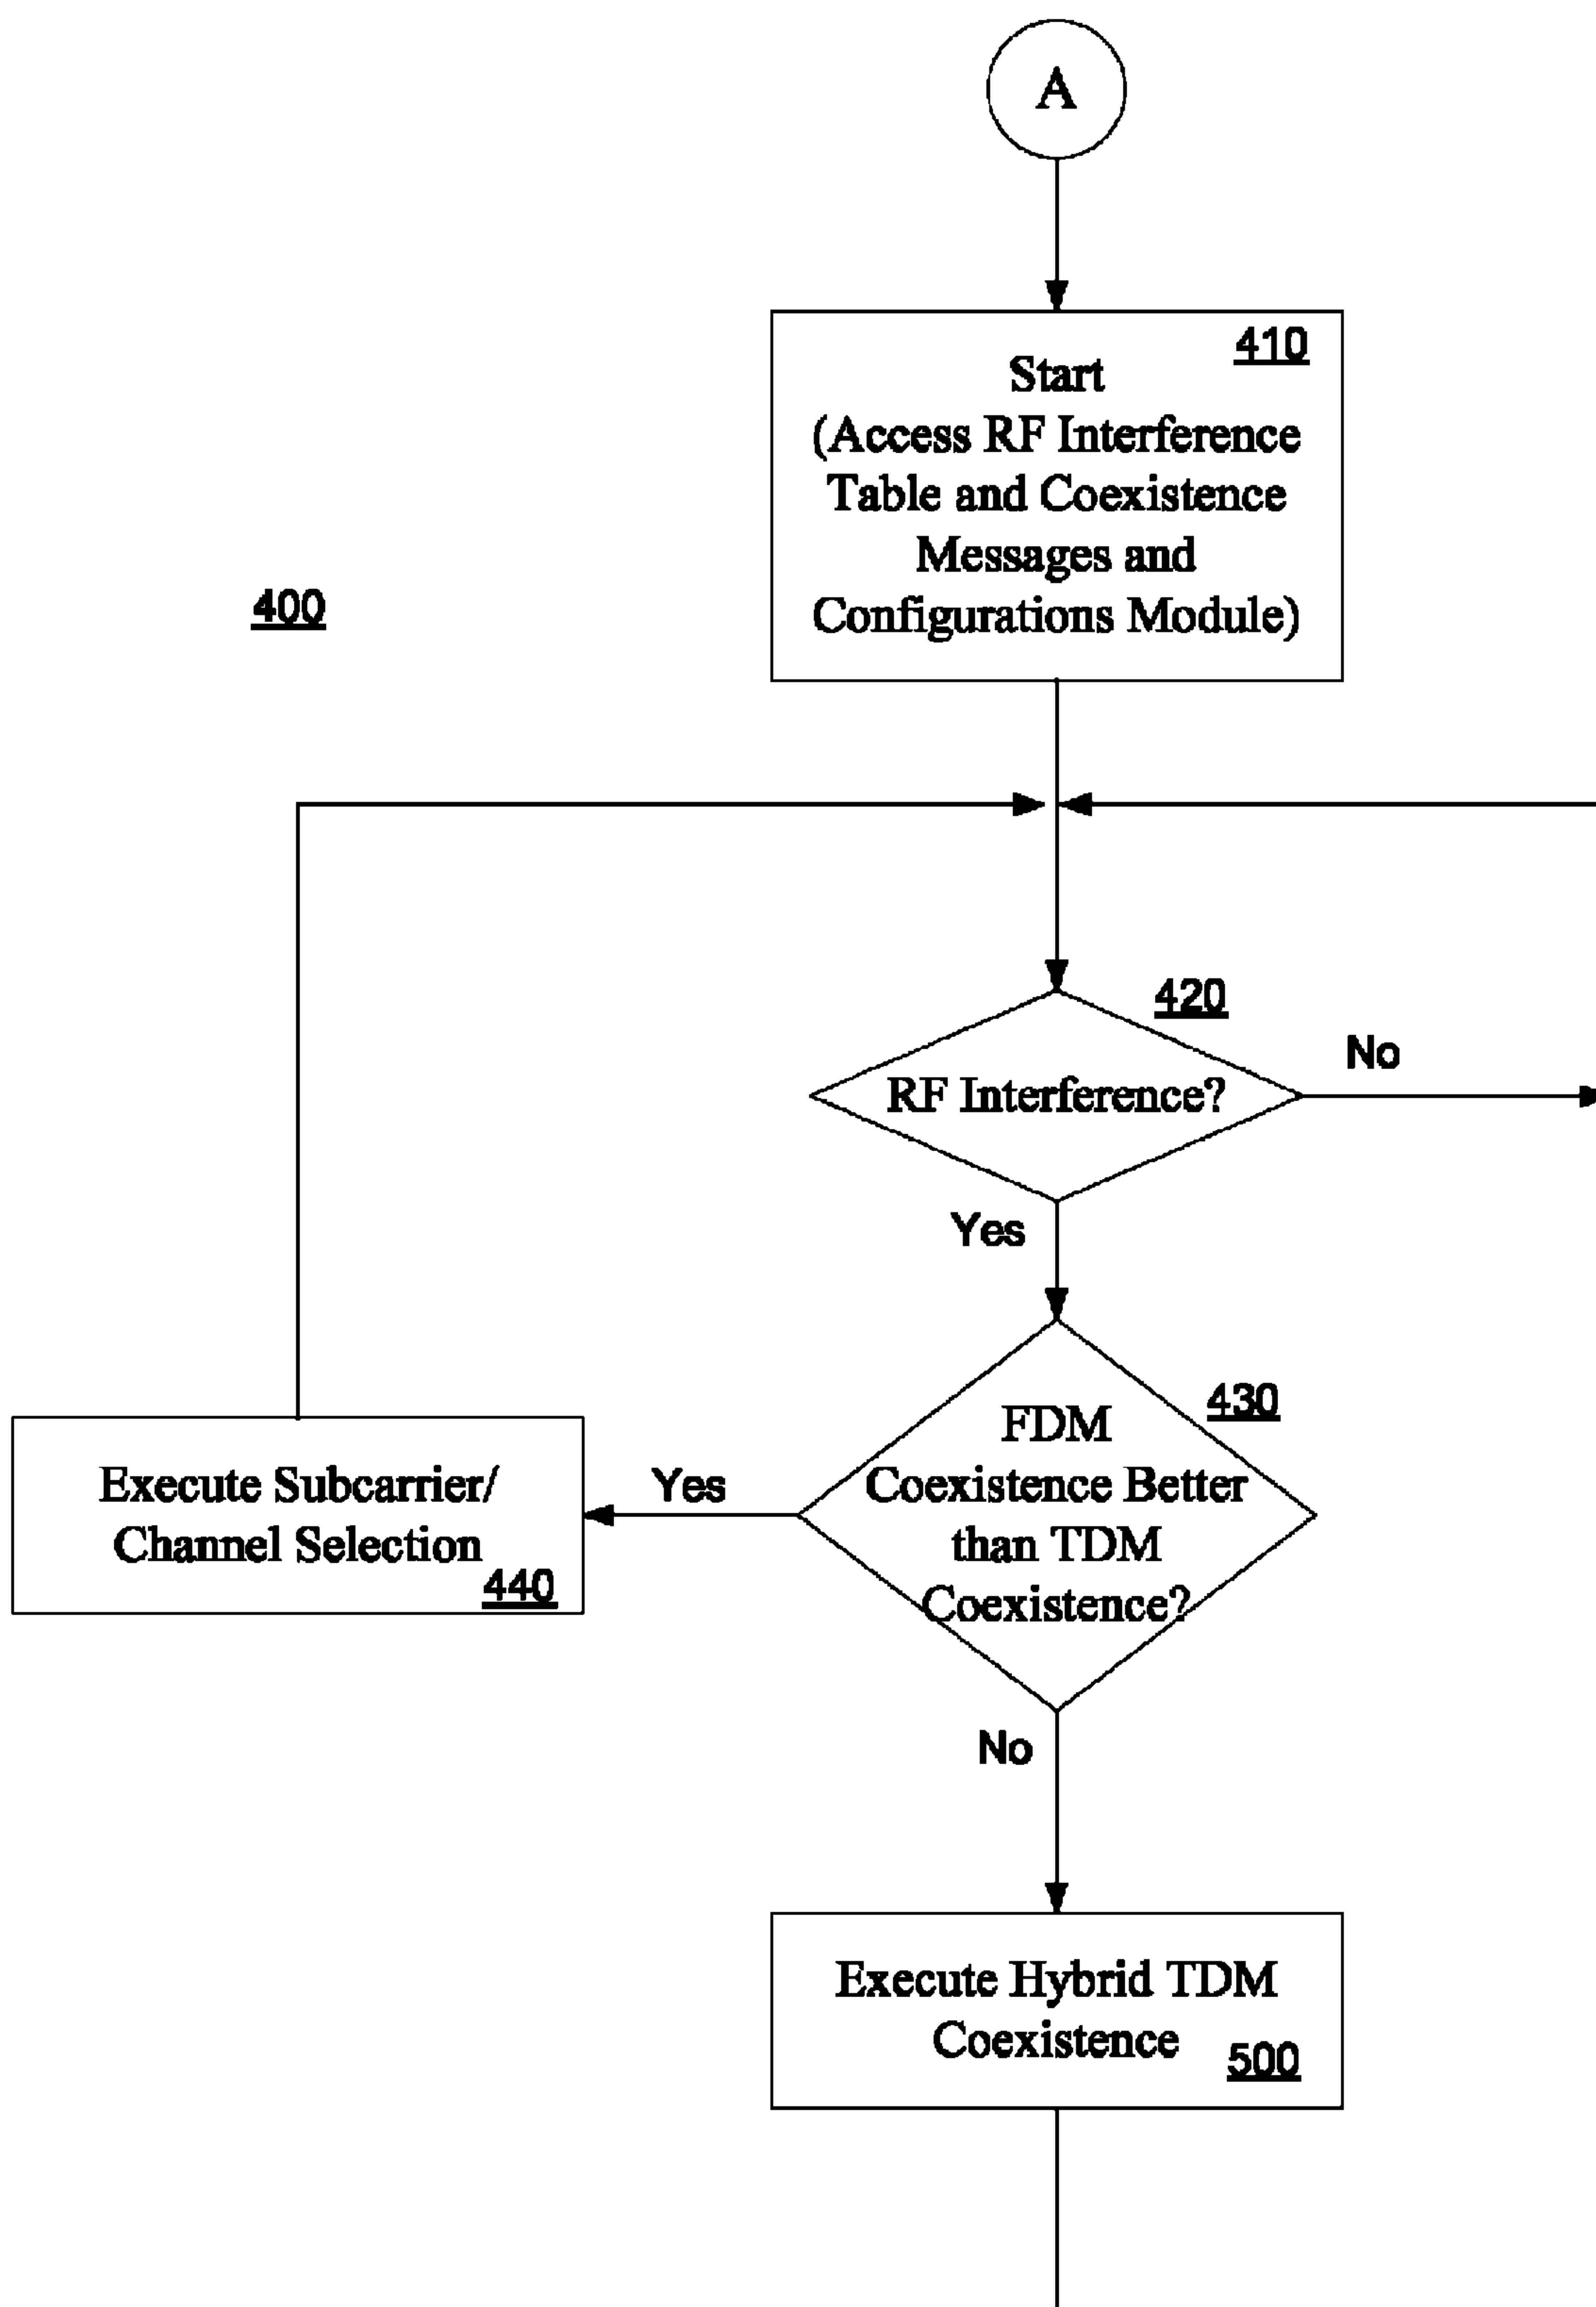 A
410
Start
(Access RF Interference
Table and Coexistence
Messages and
Configurations Module)
400
420
RF Interference?
No
Yes
430
FDM
Coexistence Better
than TDM
Coexistence?
Yes
Execute Subcarrier/
Channel Selection
440
No
Execute Hybrid TDM
Coexistence
500